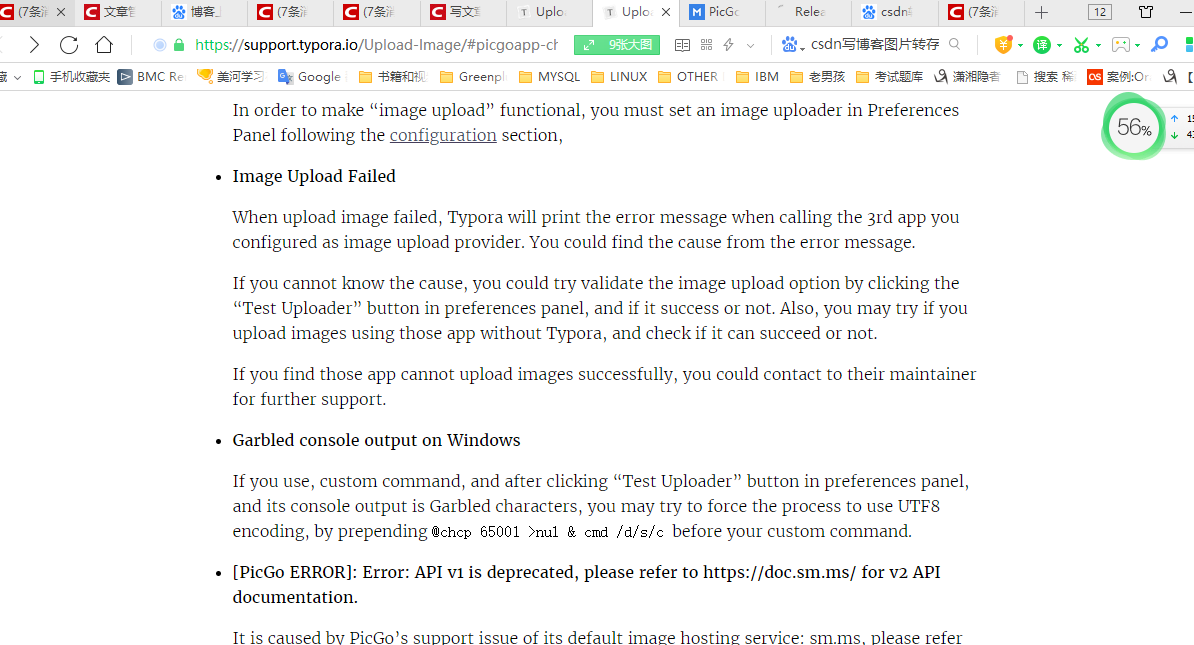 (7条消
文章管
博客_
(7条消
(7条消
写文章
Uplo
Uplo
PicGo
Relea
csdn
(7条消
12
https://support.typora.io/Upload-Image/#picgoapp-ch
9张大图
csdn写博客图片转存
译
藏
手机收藏夹
BMC Re
美河学习
Google
书籍和视
Greenpl
MYSQL
LINUX
OTHER
IBM
老男孩
考试题库
潇湘隐者
搜索 稀
OS
案例:Or
In order to make “image upload” functional, you must set an image uploader in Preferences
Panel following the configuration section,
56%
• Image Upload Failed
When upload image failed, Typora will print the error message when calling the 3rd app you
configured as image upload provider. You could find the cause from the error message.
If you cannot know the cause, you could try validate the image upload option by clicking the
“Test Uploader” button in preferences panel, and if it success or not. Also, you may try if you
upload images using those app without Typora, and check if it can succeed or not.
If you find those app cannot upload images successfully, you could contact to their maintainer
for further support.
• Garbled console output on Windows
If you use, custom command, and after clicking “Test Uploader” button in preferences panel,
and its console output is Garbled characters, you may try to force the process to use UTF8
encoding, by prepending @chcp 65001 >nul & cmd /d/s/c before your custom command.
• [PicGo ERROR]: Error: API v1 is deprecated, please refer to https://doc.sm.ms/ for v2 API
documentation.
It is caused by PicGo’s support issue of its default image hosting service: sm.ms, please refer